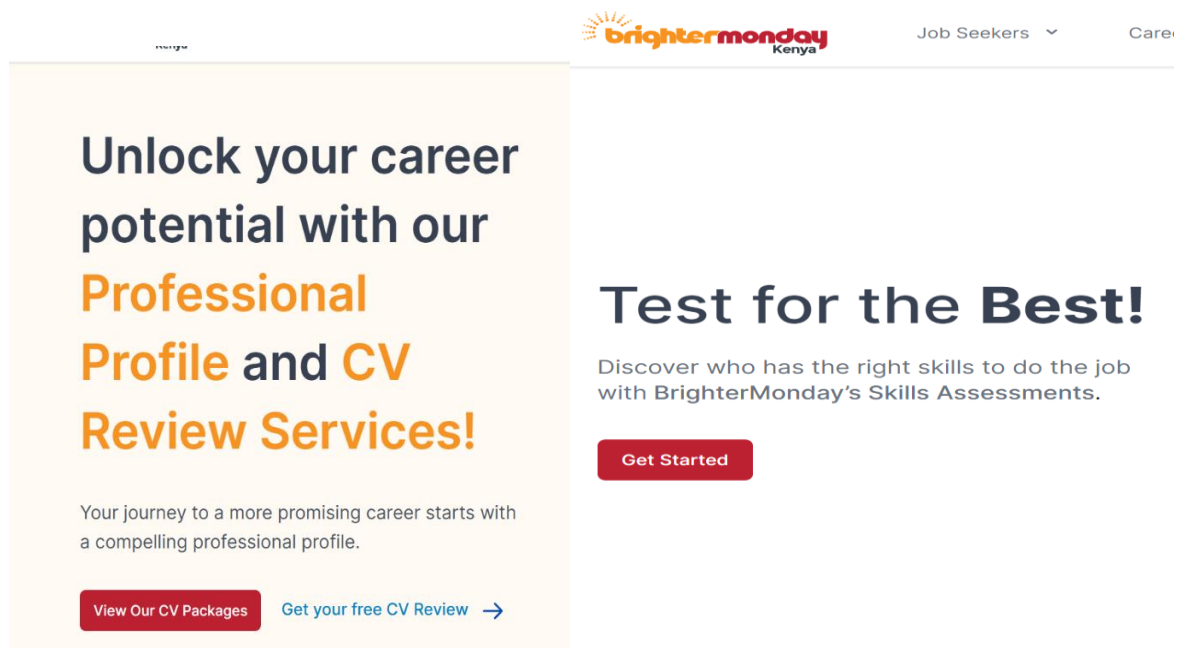 Kenya
Unlock your career
potential with our
Professional
Profile and CV
Review Services!
Your journey to a more promising career starts with
a compelling professional profile.
View Our CV Packages
Get your free CV Review →
brightermonday
Kenya
Job Seekers
Care
Test for the Best!
Discover who has the right skills to do the job
with BrighterMonday's Skills Assessments.
Get Started